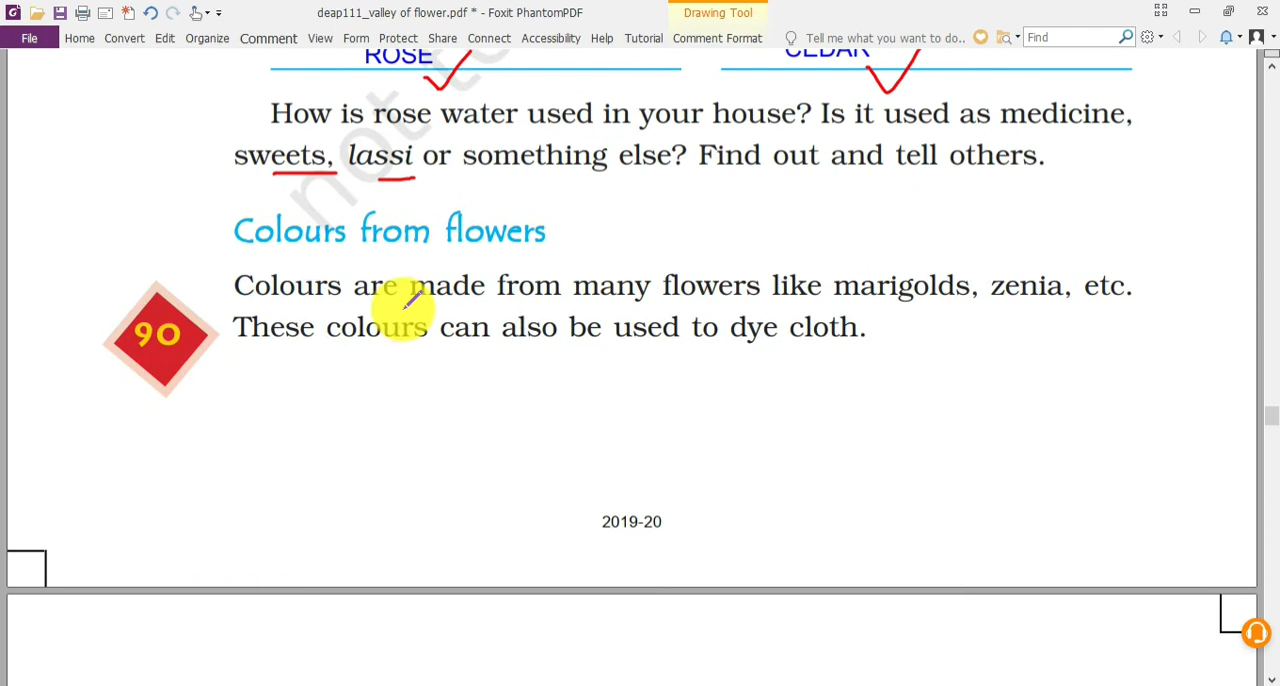 deap111_valley of flower.pdf * - Foxit PhantomPDF
Drawing Tool
File Home Convert Edit Organize Comment View Form Protect Share Connect Accessibility Help Tutorial Comment Format Tell me what you want to do.. Find
ROSE CEDAR
not to
How is rose water used in your house? Is it used as medicine,
sweets, lassi or something else? Find out and tell others.
Colours from flowers
Colours are made from many flowers like marigolds, zenia, etc.
These colours can also be used to dye cloth.
90
2019-20